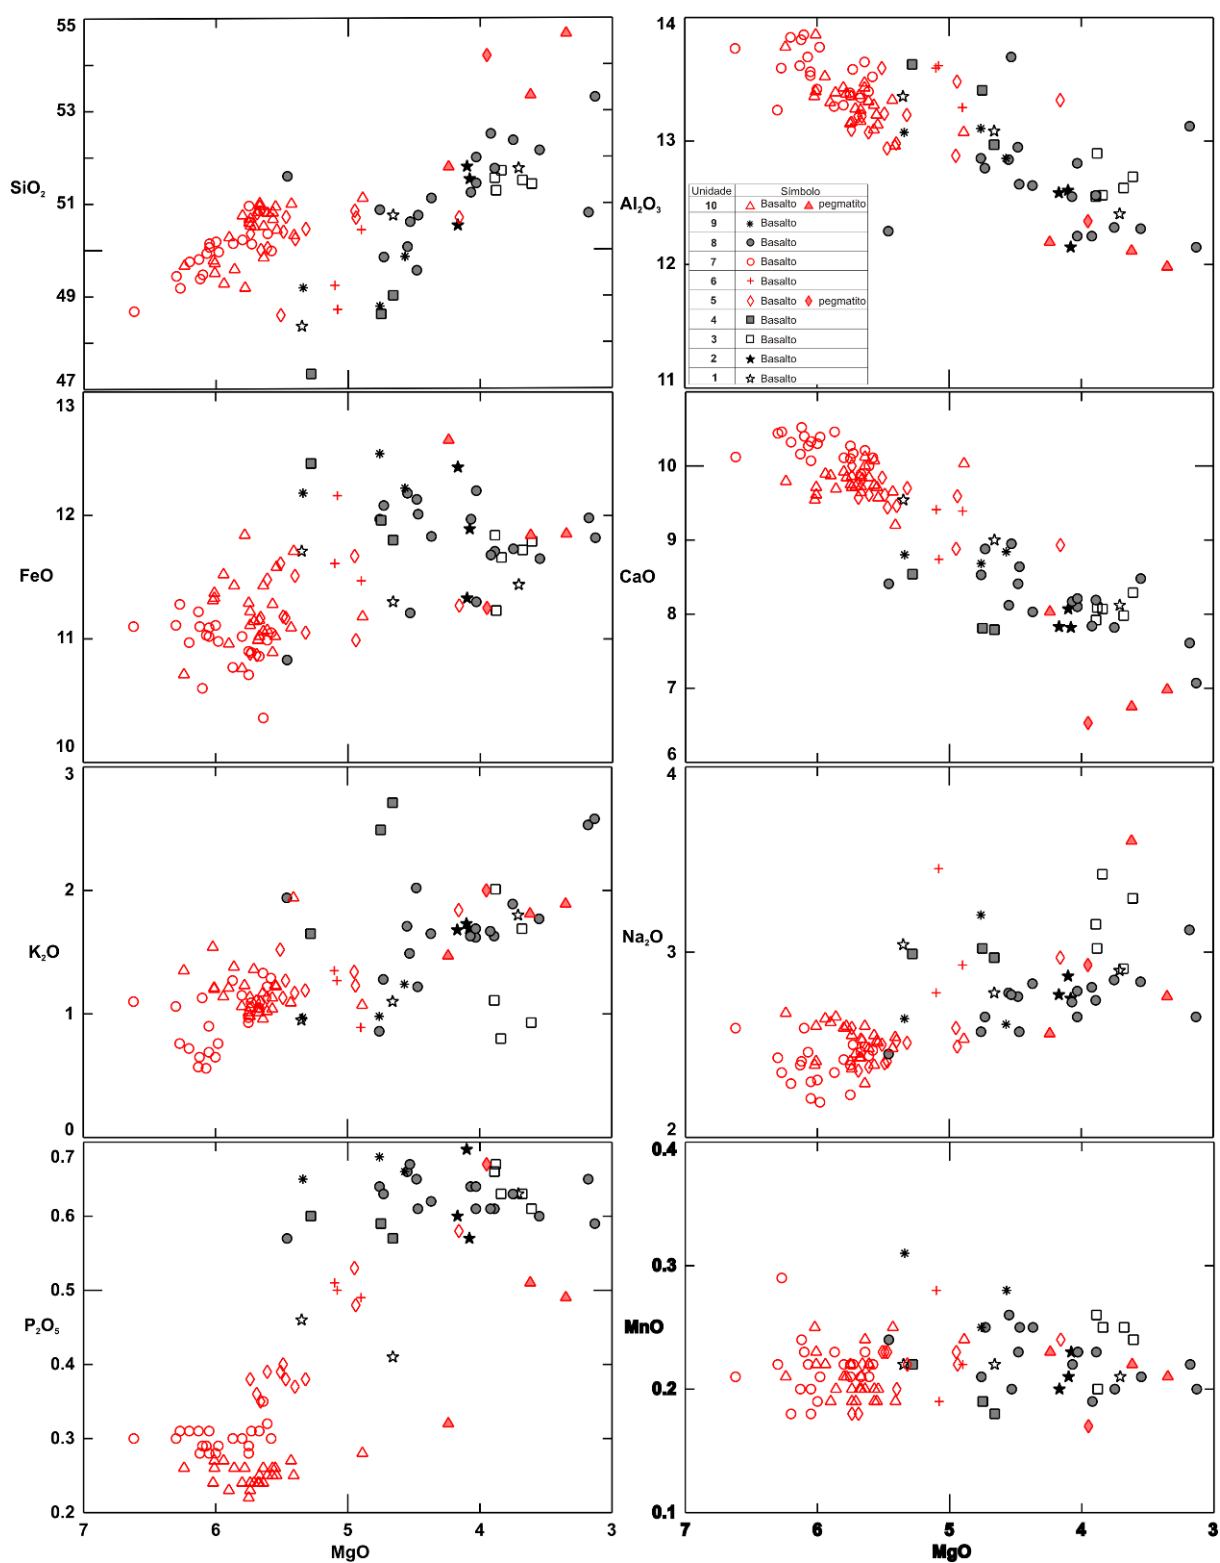 55
53
SiO2
51
49
47
14
13
Al2O3
12
11
Unidade Símbolo
10 Basalto pegmatito
9 Basalto
8 Basalto
7 Basalto
6 Basalto
5 Basalto pegmatito
4 Basalto
3 Basalto
2 Basalto
1 Basalto
13
12
FeO
11
10
10
9
CaO
8
7
6
3
2
K2O
1
0
4
3
Na2O
2
0.7
0.6
0.5
P2O5
0.4
0.3
0.2
7 6 5 4 3
MgO
0.4
0.3
MnO
0.2
0.1
7 6 5 4 3
MgO